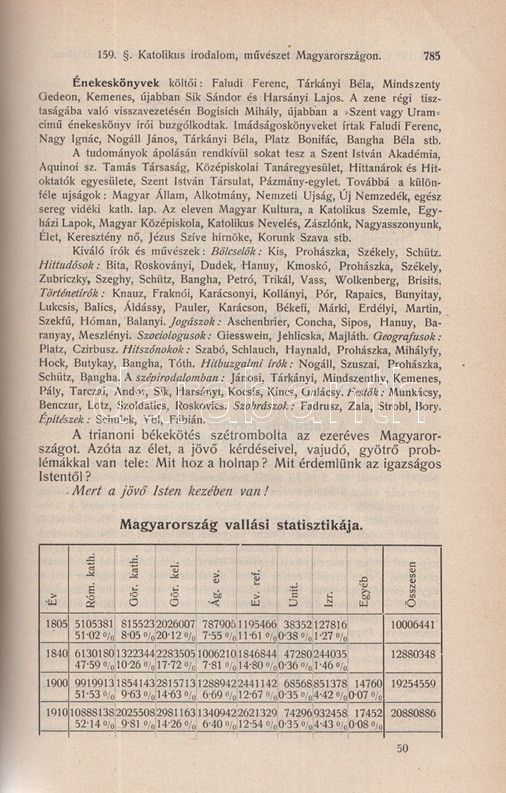 159. §. Katolikus irodalom, művészet Magyarországon. 785
Énekeskönyvek költői: Faludi Ferenc, Tárkányi Béla, Mindszenty
Gedeon, Kemenes, újabban Sik Sándor és Harsányi Lajos. A zene régi tisz-
taságába való visszavezetésén Bogisich Mihály, újabban a »Szent vagy Uram«
című énekeskönyv írói buzgólkodtak. Imádságoskönyveket írtak Faludi Ferenc,
Nagy Ignác, Nogáll János, Tárkányi Béla, Platz Bonifác, Bangha Béla stb.
A tudományok ápolásán rendkívül sokat tesz a Szent István Akadémia,
Aquinoi sz. Tamás Társaság, Középiskolai Tanáregyesület, Hittanárok és Hit-
oktatók egyesülete, Szent István Társulat, Pázmány-egylet. Továbbá a külön-
féle ujságok: Magyar Állam, Alkotmány, Nemzeti Ujság, Új Nemzedék, egész
sereg vidéki kath. lap. Az eleven Magyar Kultura, a Katolikus Szemle, Egy-
házi Lapok, Magyar Középiskola, Katolikus Nevelés, Zászlónk, Nagyasszonyunk,
Élet, Keresztény nő, Jézus Szíve hírnöke, Korunk Szava stb.
Kiváló írók és művészek: Bölcselők: Kis, Prohászka, Székely, Schütz.
Hittudósok: Bita, Roskoványi, Dudek, Hanuy, Kmoskó, Prohászka, Székely,
Zubriczky, Szeghy, Schütz, Bangha, Petró, Trikál, Vass, Wolkenberg, Brisits.
Történetírók: Knauz, Fraknói, Karácsonyi, Kollányi, Pór, Rapaics, Bunyitay,
Lukcsis, Balics, Áldássy, Pauler, Karácson, Békefi, Márki, Erdélyi, Martin,
Szekfű, Hóman, Balanyi. Jogászok: Aschenbrier, Concha, Sipos, Hanuy, Ba-
ranyay, Meszlényi. Szociologusok: Giesswein, Jehlicska, Majláth. Geografusok:
Platz, Czirbusz. Hitszónokok: Szabó, Schlauch, Haynald, Prohászka, Mihályfy,
Hock, Butykay, Bangha, Tóth. Hitbuzgalmi írók: Nogáll, Szuszai, Prohászka,
Schütz, Bangha. A szépirodalomban: Járosi, Tárkányi, Mindszenty, Kemenes,
Pály, Tarczai, Andor, Sik, Harsányi, Kocsis, Kincs, Gulácsy. Festők: Munkácsy,
Benczur, Lotz, Szoldatics, Roskovics. Szobrászok: Fadrusz, Zala, Strobl, Bory.
Építészek: Schulek, Ybl, Fábián.
A trianoni békekötés szétrombolta az ezeréves Magyaror-
szágot. Azóta az élet, a jövő kérdéseivel, vajudó, gyötrő prob-
lémákkal van tele: Mit hoz a holnap? Mit érdemlünk az igazságos
Istentől?
Mert a jövő Isten kezében van!
Magyarország vallási statisztikája.
Év Róm. kath. Gör. kath. Gör. kel. Ág. ev. Ev. ref. Unit. Izr. Egyéb Összesen
1805 5105381 815523 2026007 787906 1195466 38352 127816 10006441
51·02 % 8·05 % 20·12 % 7·55 % 11·61 % 0·38 % 1·27 %
1840 6130180 1322344 2283505 1006210 1846844 47280 244035 12880348
47·59 % 10·26 % 17·72 % 7·81 % 14·80 % 0·36 % 1·46 %
1900 9919913 1854143 2815713 1288942 2441142 68568 851378 14760 19254559
51·53 % 9·63 % 14·63 % 6·69 % 12·67 % 0·35 % 4·42 % 0·07 %
1910 10888138 2025508 2981163 1340942 2621329 74296 932458 17452 20880886
52·14 % 9·81 % 14·26 % 6·40 % 12·54 % 0·35 % 4·43 % 0·08 %
50